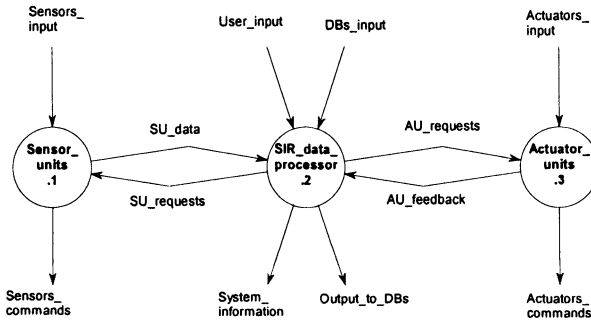 Sensors_
input
User_input
DBs_input
Actuators_
input
SU_data
AU_requests
Sensor_
units
.1
SIR_data_
processor
.2
Actuator_
units
.3
SU_requests
AU_feedback
Sensors_
commands
System_
information
Output_to_DBs
Actuators_
commands